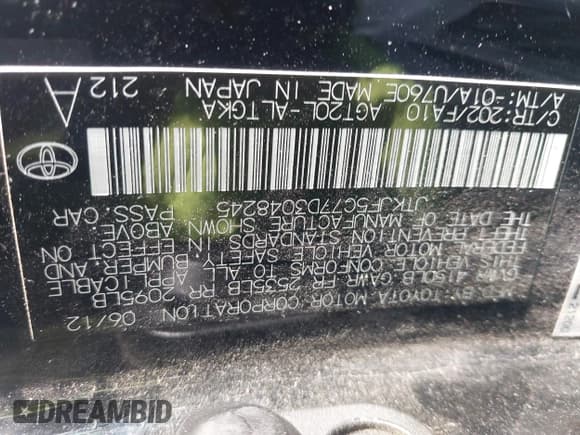 TOYOTA MOTOR CORPORATION 06/12
GVWR 4150LB GAWR FR 2535LB RR 2095LB
THIS VEHICLE CONFORMS TO ALL APPLICABLE
FEDERAL MOTOR VEHICLE SAFETY, BUMPER AND
THEFT PREVENTION STANDARDS IN EFFECT ON
THE DATE OF MANUFACTURE SHOWN ABOVE.
JTKJF5C77D3048245 PASS. CAR
C/TR:202/FA10 AGT20L-ALTGKA
A/TM:-01A/U760E MADE IN JAPAN
212 A
DREAMBID